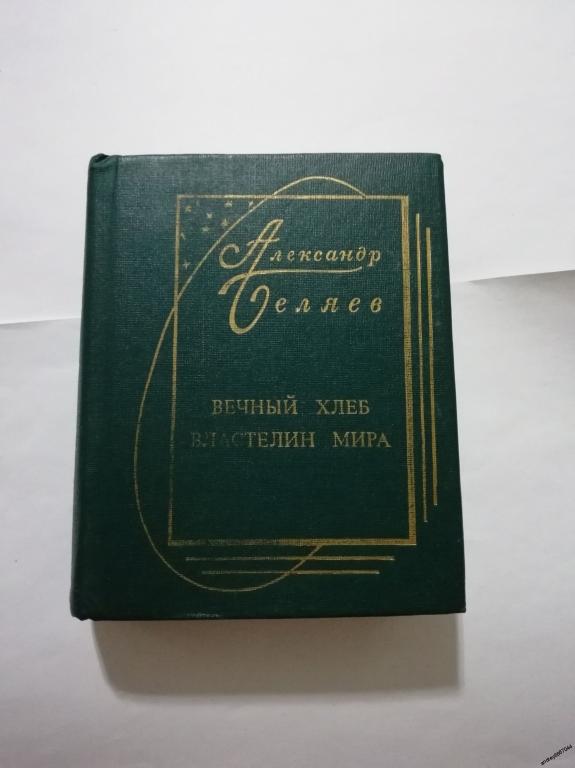 Александр
Беляев
ВЕЧНЫЙ ХЛЕБ
ВЛАСТЕЛИН МИРА